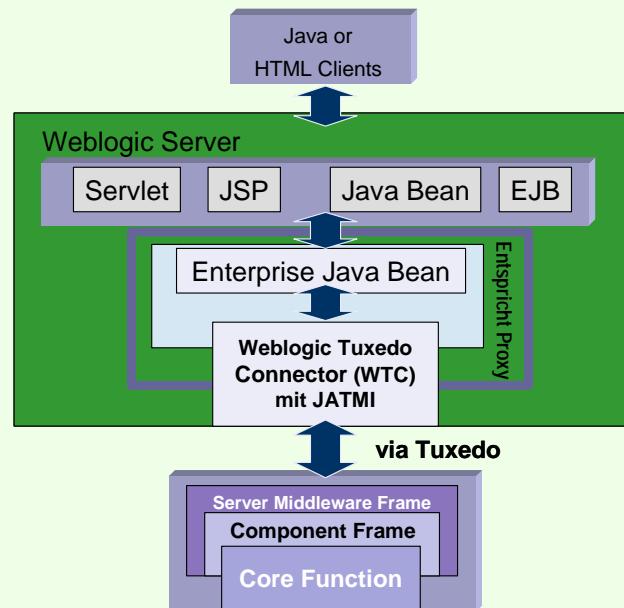 Java or
HTML Clients
Weblogic Server
Servlet
JSP
Java Bean
EJB
Enterprise Java Bean
Entspricht Proxy
Weblogic Tuxedo
Connector (WTC)
mit JATMI
via Tuxedo
Server Middleware Frame
Component Frame
Core Function